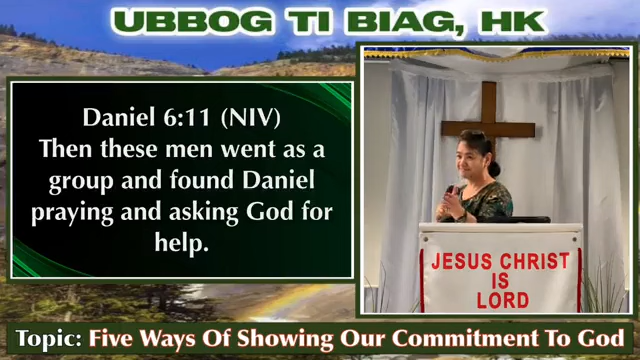 UBBOG TI BIAG, HK
Daniel 6:11 (NIV)
Then these men went as a
group and found Daniel
praying and asking God for
help.
JESUS CHRIST
IS
LORD
Topic: Five Ways Of Showing Our Commitment To God